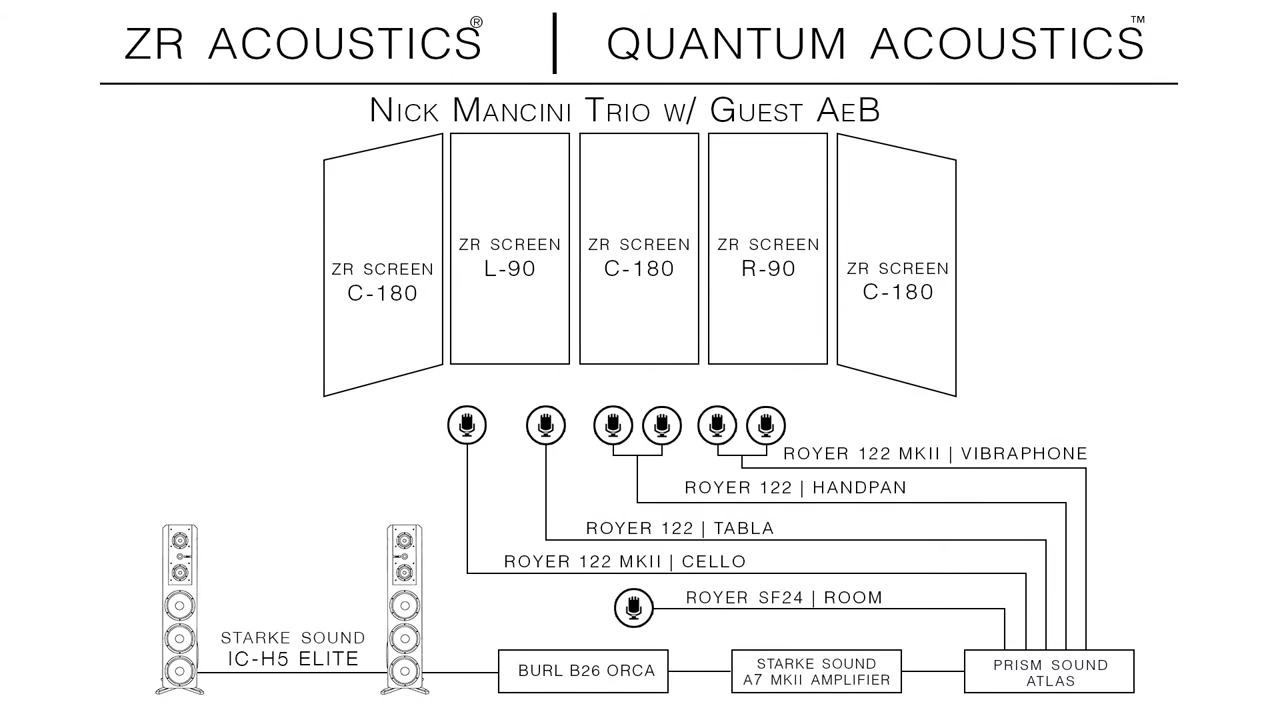 ZR ACOUSTICS® | QUANTUM ACOUSTICS™
NICK MANCINI TRIO W/ GUEST AEB
ZR SCREEN
C-180
ZR SCREEN
L-90
ZR SCREEN
C-180
ZR SCREEN
R-90
ZR SCREEN
C-180
ROYER 122 MKII | VIBRAPHONE
ROYER 122 | HANDPAN
ROYER 122 | TABLA
ROYER 122 MKII | CELLO
ROYER SF24 | ROOM
STARKE SOUND
IC-H5 ELITE
BURL B26 ORCA
STARKE SOUND
A7 MKII AMPLIFIER
PRISM SOUND
ATLAS